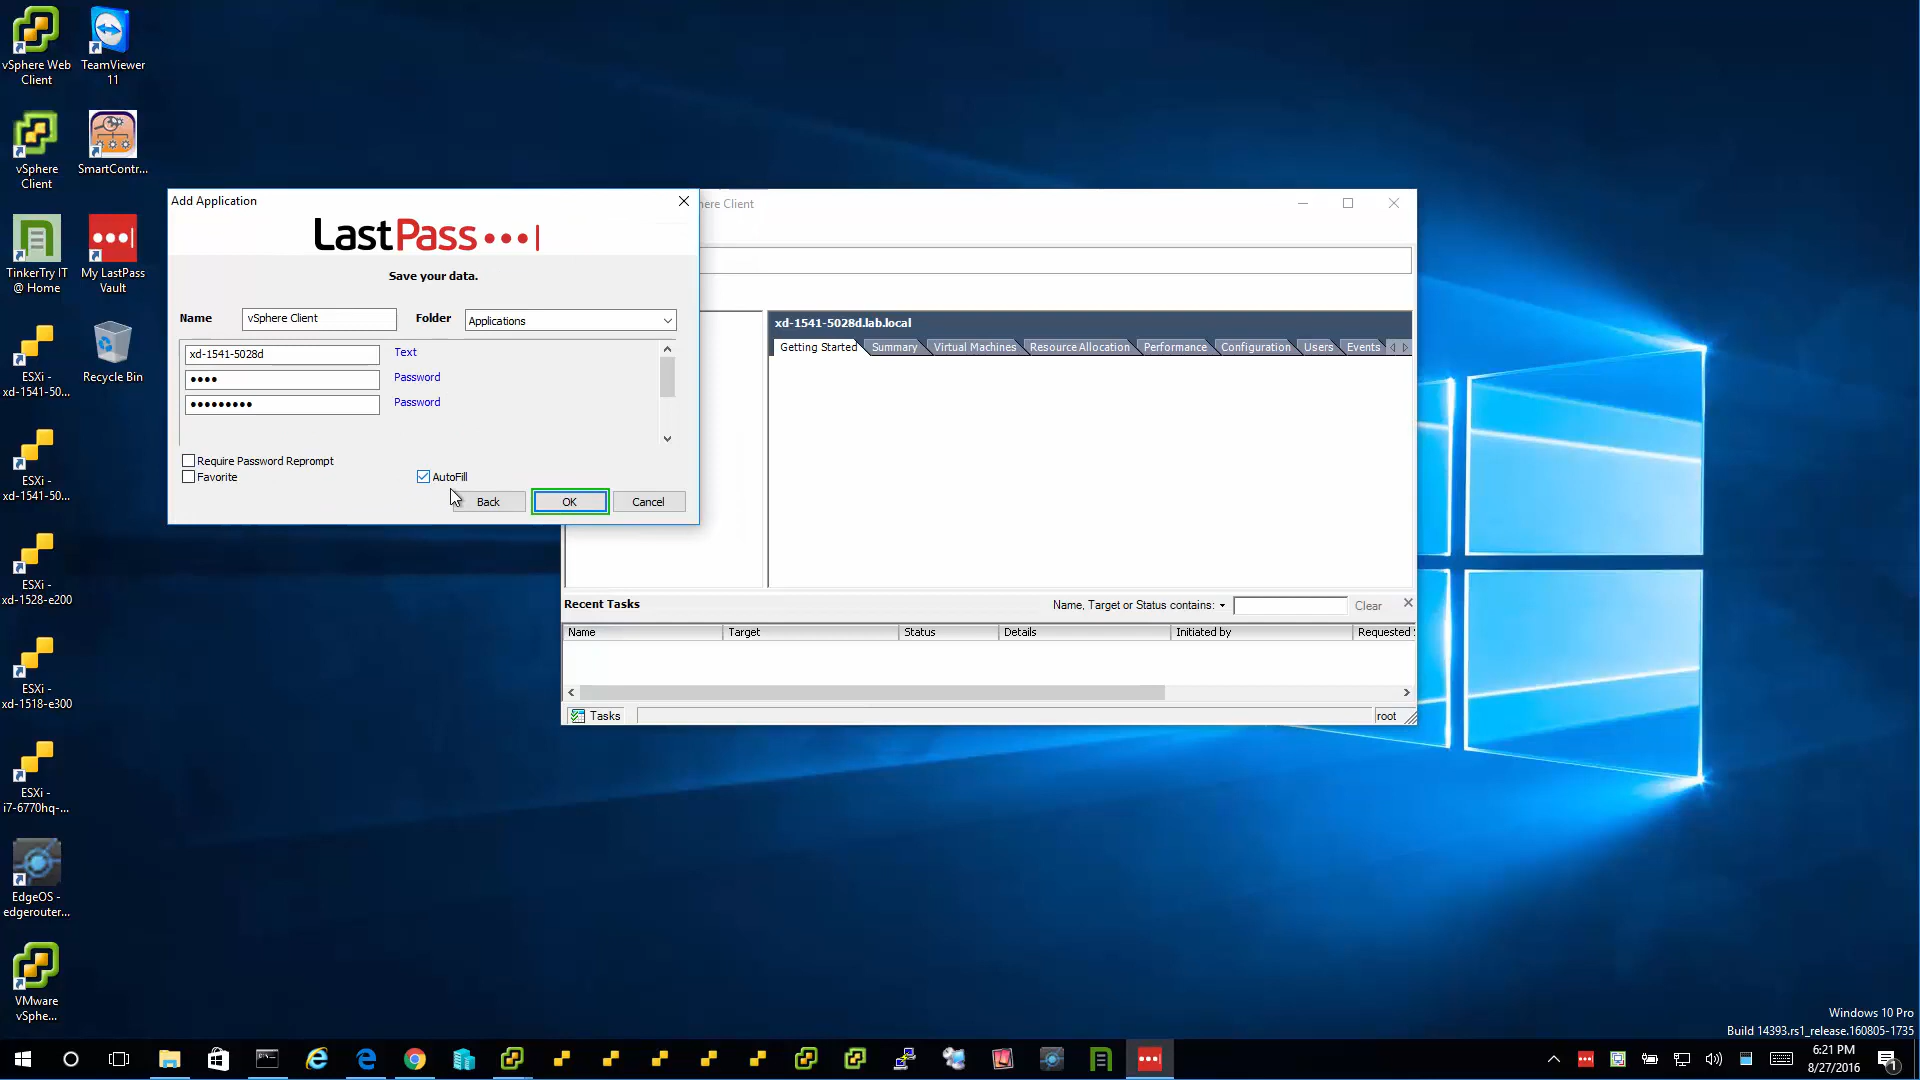 vSphere Web
Client
TeamViewer
11
vSphere
Client
SmartContr...
TinkerTry IT
@ Home
My LastPass
Vault
ESXi -
xd-1541-50...
Recycle Bin
ESXi -
xd-1541-50...
ESXi -
xd-1528-e200
ESXi -
xd-1518-e300
ESXi -
i7-6770hq-...
EdgeOS -
edgerouter...
VMware
vSphe...
Add Application
LastPass
Save your data.
Name
vSphere Client
Folder
Applications
xd-1541-5028d
Text
Password
Password
Require Password Reprompt
Favorite
AutoFill
Back
OK
Cancel
here Client
xd-1541-5028d.lab.local
Getting Started
Summary
Virtual Machines
Resource Allocation
Performance
Configuration
Users
Events
Recent Tasks
Name, Target or Status contains:
Clear
Name
Target
Status
Details
Initiated by
Requested
Tasks
root
Windows 10 Pro
Build 14393.rs1_release.160805-1735
6:21 PM
8/27/2016
1